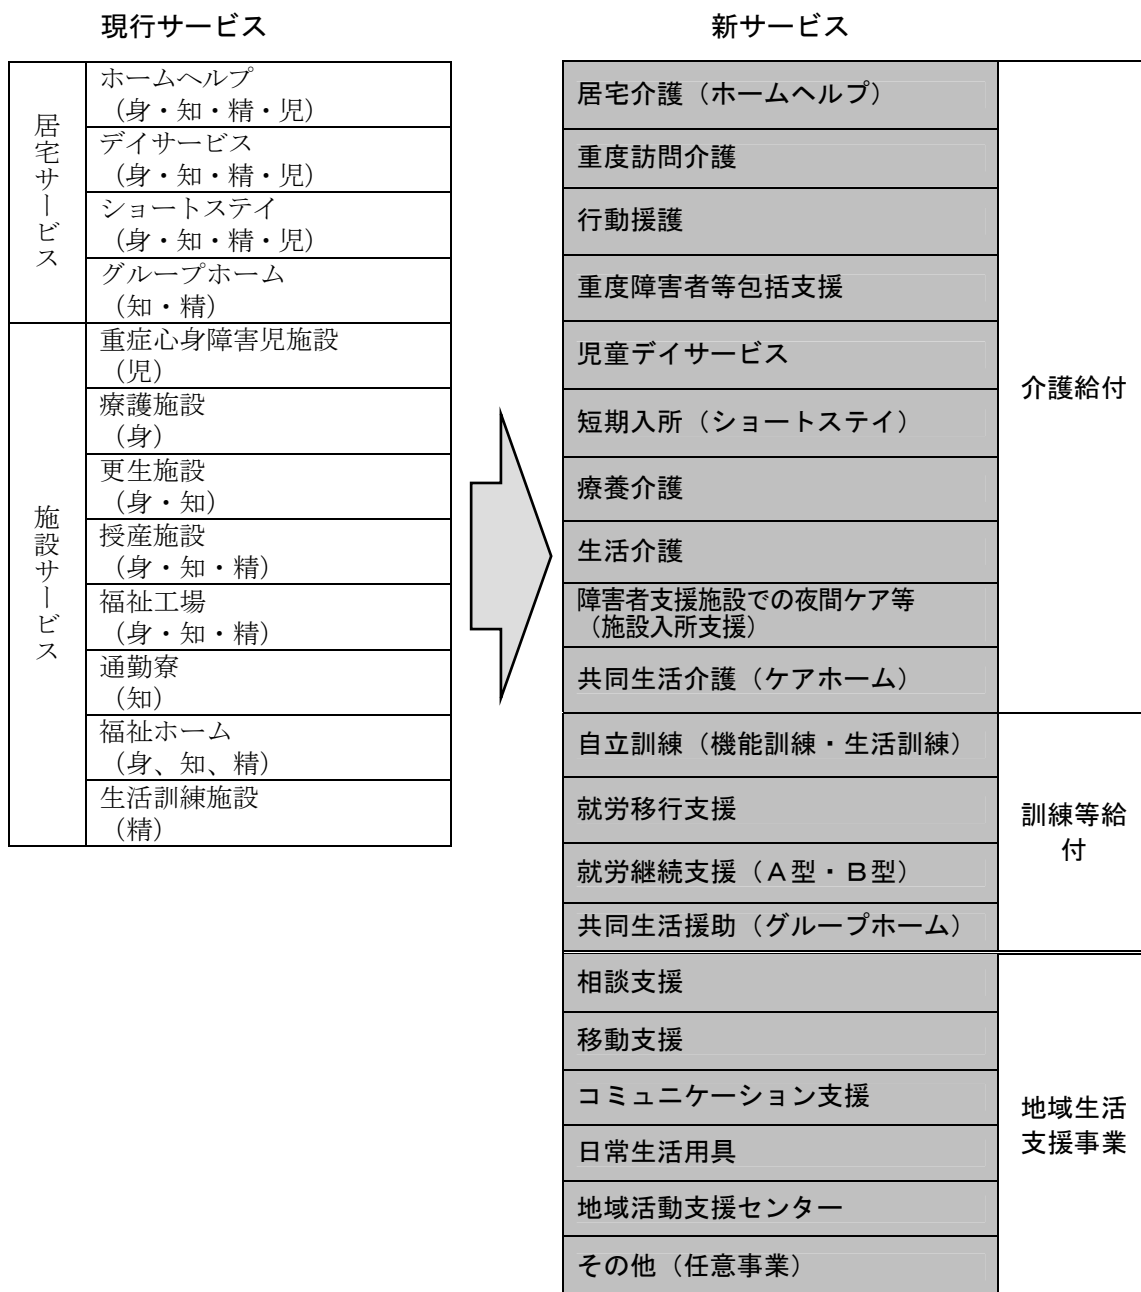 現行サービス
居宅サービス
ホームヘルプ
（身・知・精・児）
デイサービス
（身・知・精・児）
ショートステイ
（身・知・精・児）
グループホーム
（知・精）
施設サービス
重症心身障害児施設
（児）
療護施設
（身）
更生施設
（身・知）
授産施設
（身・知・精）
福祉工場
（身・知・精）
通勤寮
（知）
福祉ホーム
（身、知、精）
生活訓練施設
（精）
新サービス
居宅介護（ホームヘルプ）
重度訪問介護
行動援護
重度障害者等包括支援
児童デイサービス
短期入所（ショートステイ）
療養介護
生活介護
障害者支援施設での夜間ケア等
（施設入所支援）
共同生活介護（ケアホーム）
介護給付
自立訓練（機能訓練・生活訓練）
就労移行支援
就労継続支援（Ａ型・Ｂ型）
共同生活援助（グループホーム）
訓練等給
付
相談支援
移動支援
コミュニケーション支援
日常生活用具
地域活動支援センター
その他（任意事業）
地域生活
支援事業